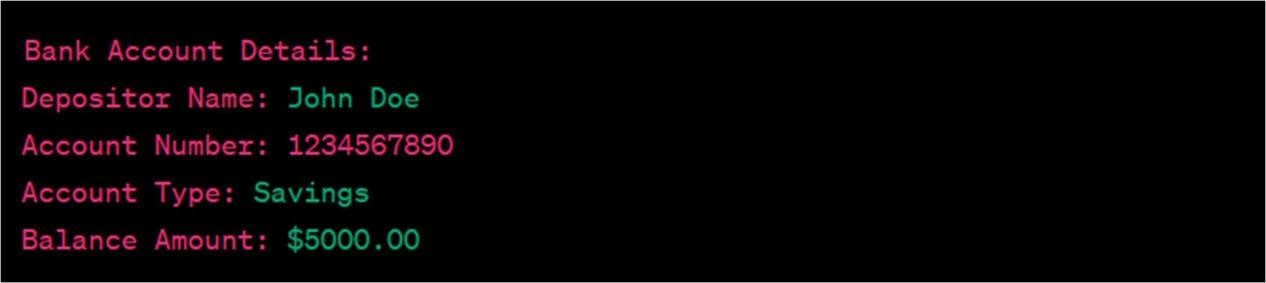 Bank Account Details:
Depositor Name: John Doe
Account Number: 1234567890
Account Type: Savings
Balance Amount: $5000.00